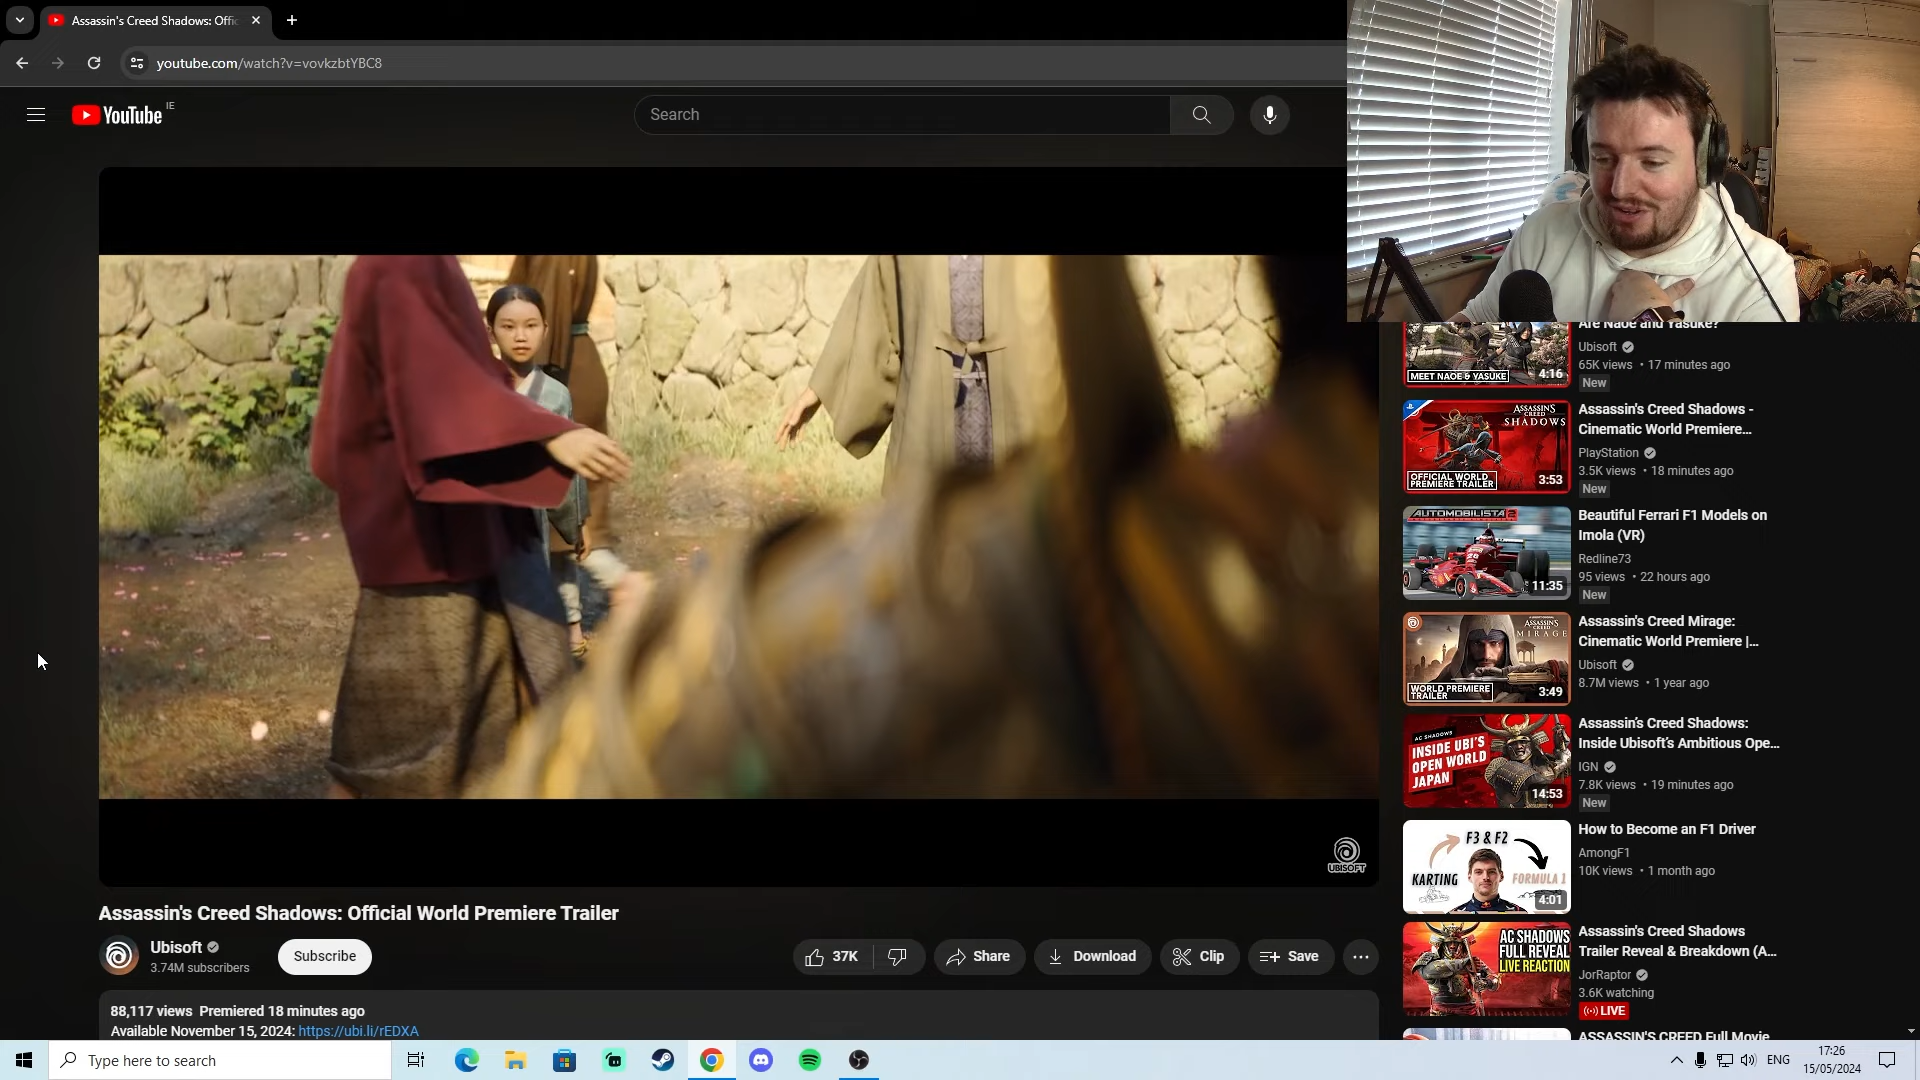 Assassin's Creed Shadows: Offic
youtube.com/watch?v=vovkzbtYBC8
YouTube IE
Search
UBISOFT
Assassin's Creed Shadows: Official World Premiere Trailer
Ubisoft
3.74M subscribers
Subscribe
37K
Share
Download
Clip
Save
88,117 views Premiered 18 minutes ago
Available November 15, 2024: https://ubi.li/rEDXA
MEET NAOE & YASUKE
4:16
Are Naoe and Yasuke?
Ubisoft
65K views • 17 minutes ago
New
ASSASSIN'S
CREED
SHADOWS
OFFICIAL WORLD
PREMIERE TRAILER
3:53
Assassin's Creed Shadows -
Cinematic World Premiere...
PlayStation
3.5K views • 18 minutes ago
New
AUTOMOBILISTA 2
11:35
Beautiful Ferrari F1 Models on
Imola (VR)
Redline73
95 views • 22 hours ago
New
ASSASSIN'S
CREED
MIRAGE
WORLD PREMIERE
TRAILER
3:49
Assassin's Creed Mirage:
Cinematic World Premiere |...
Ubisoft
8.7M views • 1 year ago
AC SHADOWS
INSIDE UBI'S
OPEN WORLD
JAPAN
14:53
Assassin's Creed Shadows:
Inside Ubisoft's Ambitious Ope...
IGN
7.8K views • 19 minutes ago
New
F3 & F2
KARTING
FORMULA 1
4:01
How to Become an F1 Driver
AmongF1
10K views • 1 month ago
AC SHADOWS
FULL REVEAL
LIVE REACTION
Assassin's Creed Shadows
Trailer Reveal & Breakdown (A...
JorRaptor
3.6K watching
LIVE
ASSASSIN'S CREED Full Movie
Type here to search
ENG
17:26
15/05/2024